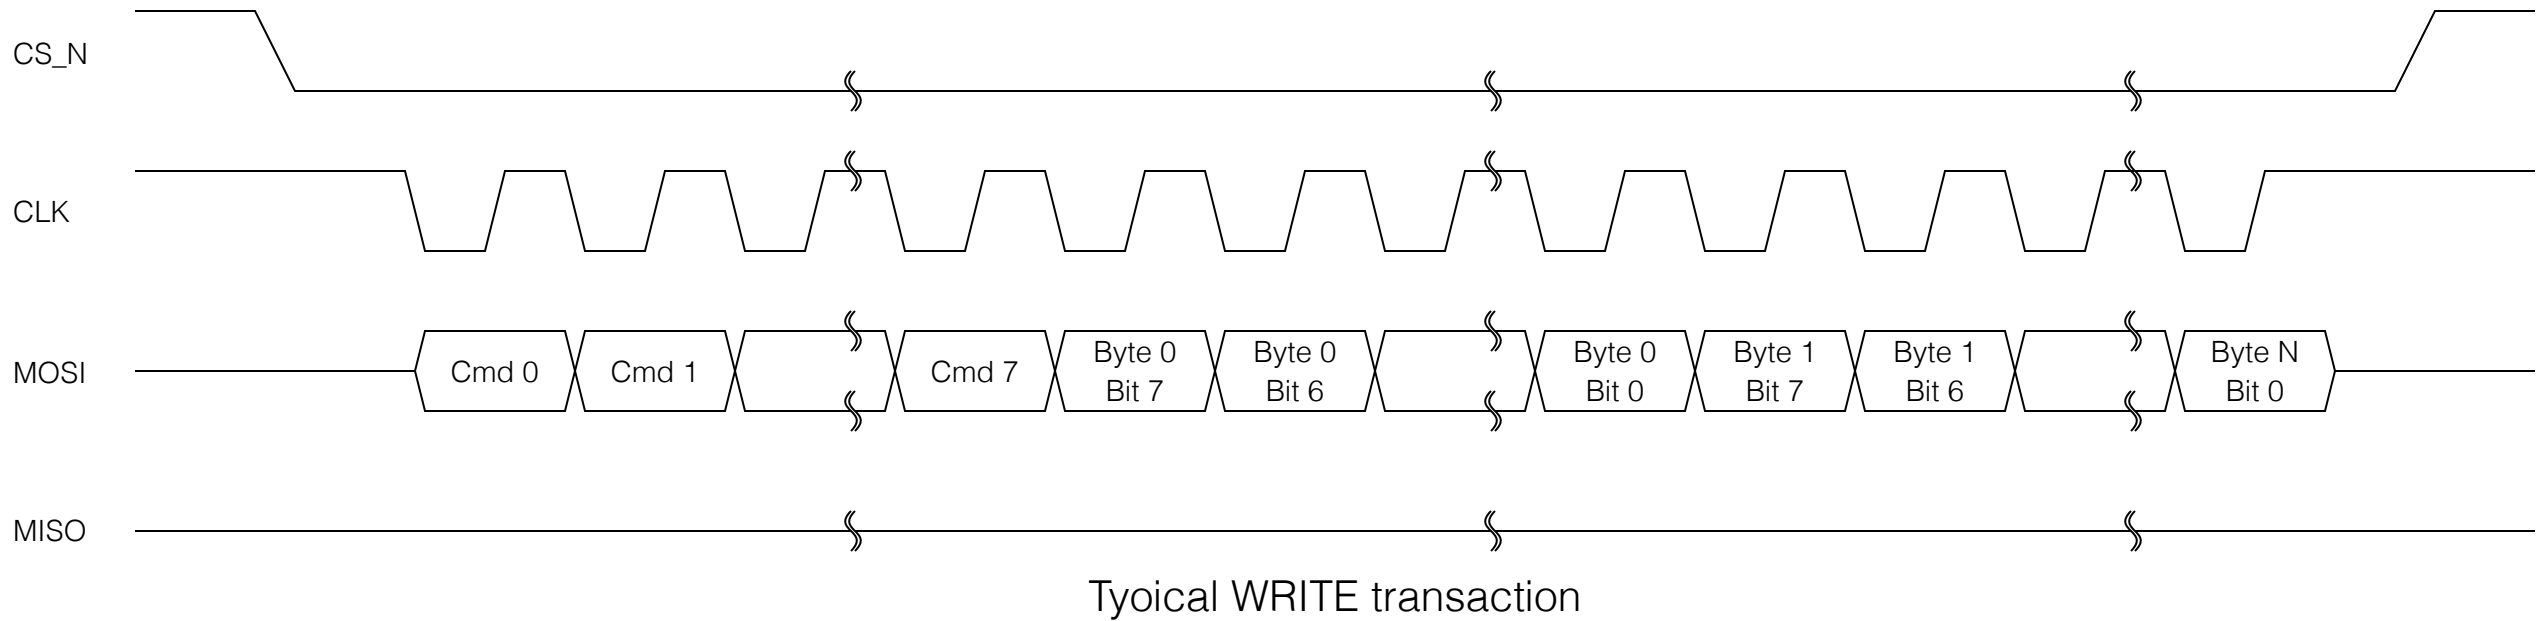 CS_N
CLK
MOSI
Cmd 0
Cmd 1
Cmd 7
Byte 0
Bit 7
Byte 0
Bit 6
Byte 0
Bit 0
Byte 1
Bit 7
Byte 1
Bit 6
Byte N
Bit 0
MISO
Tyoical WRITE transaction